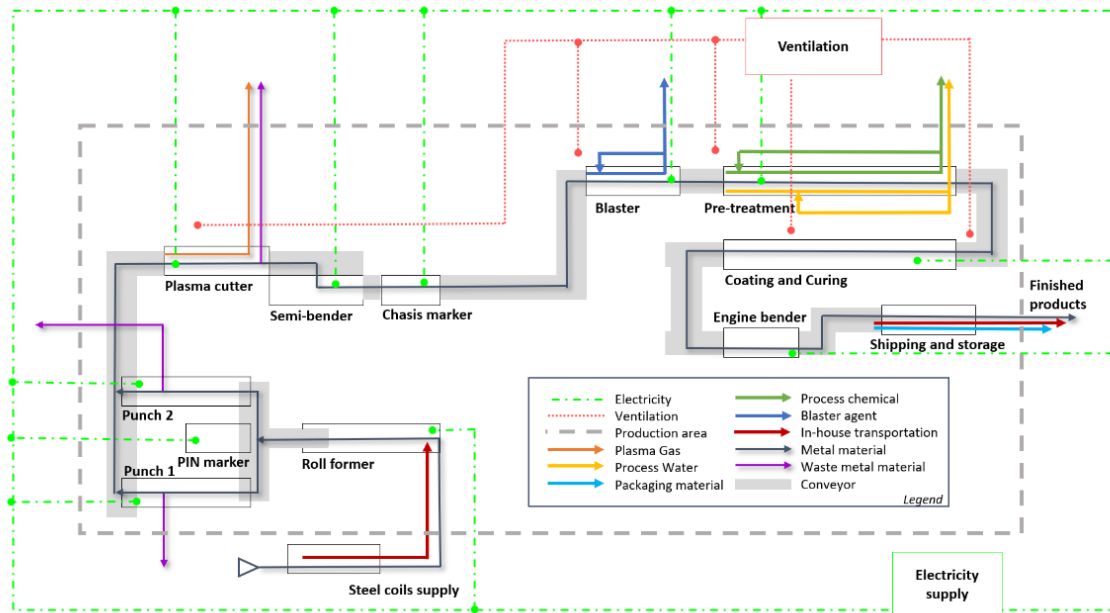 Ventilation
Blaster
Pre-treatment
Plasma cutter
Semi-bender
Chasis marker
Coating and Curing
Finished
products
Engine bender
Shipping and storage
Punch 2
PIN marker
Roll former
Punch 1
Steel coils supply
Electricity
Ventilation
Production area
Plasma Gas
Process Water
Packaging material
Process chemical
Blaster agent
In-house transportation
Metal material
Waste metal material
Conveyor
Legend
Electricity
supply